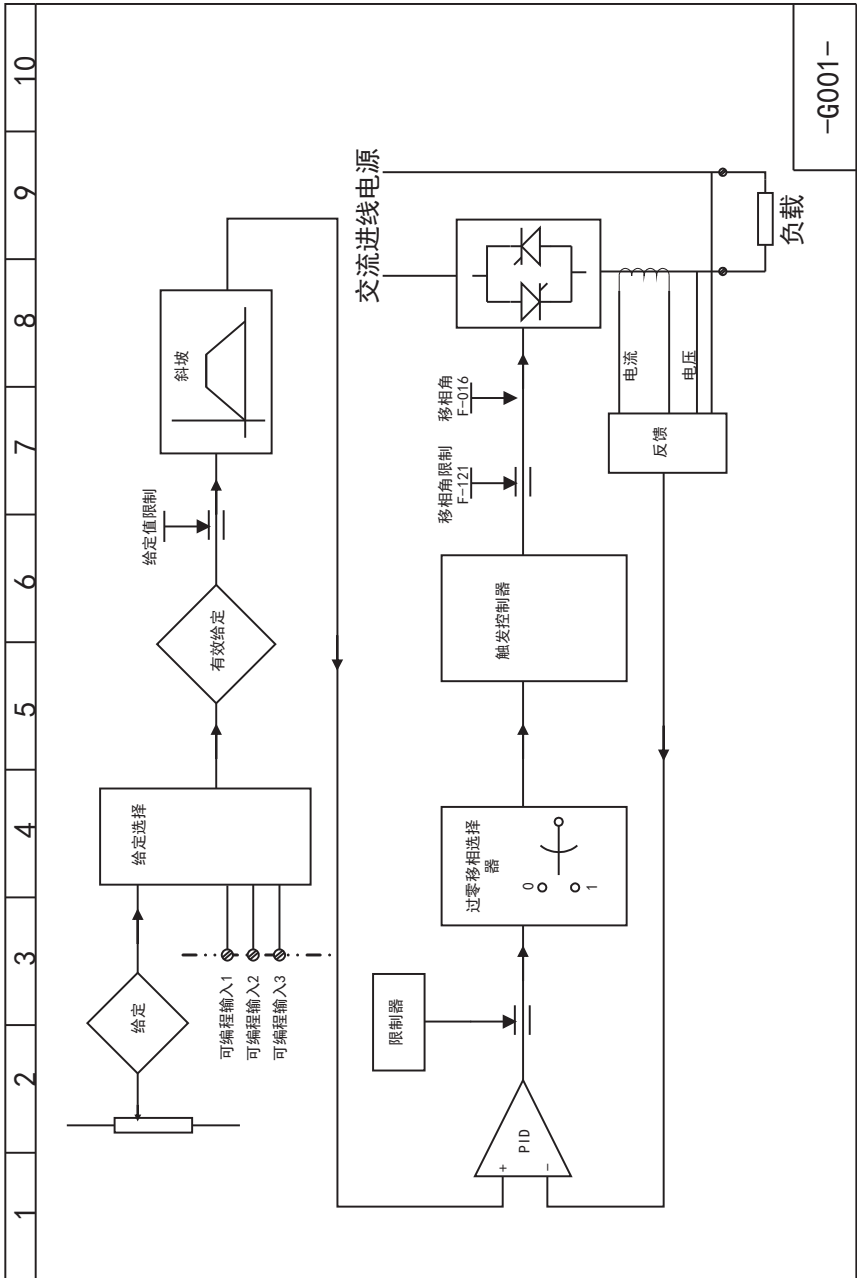 1 2 3 4 5 6 7 8 9 10
给定
可编程输入1
可编程输入2
可编程输入3
给定选择
有效给定
给定值限制
斜坡
PID
+
-
限制器
过零移相选择
器
0
1
触发控制器
移相角限制
F-121
移相角
F-016
交流进线电源
电流
电压
反馈
负载
-G001-